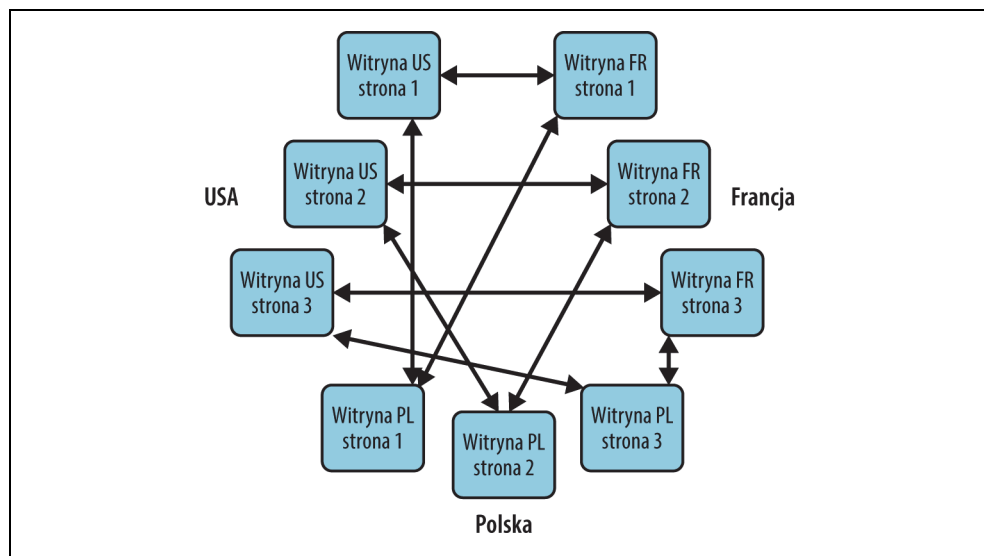 Witryna US
strona 1
Witryna FR
strona 1
Witryna US
strona 2
Witryna FR
strona 2
USA
Francja
Witryna US
strona 3
Witryna FR
strona 3
Witryna PL
strona 1
Witryna PL
strona 2
Witryna PL
strona 3
Polska